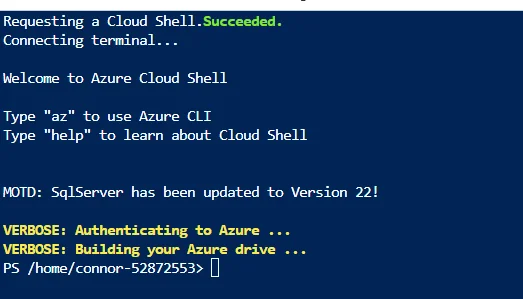 Requesting a Cloud Shell.Succeeded.
Connecting terminal...
Welcome to Azure Cloud Shell
Type "az" to use Azure CLI
Type "help" to learn about Cloud Shell
MOTD: SqlServer has been updated to Version 22!
VERBOSE: Authenticating to Azure ...
VERBOSE: Building your Azure drive ...
PS /home/connor-52872553>